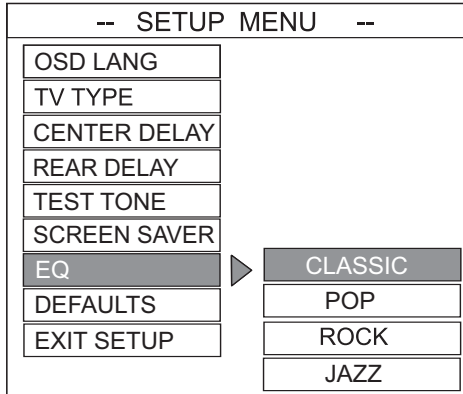 -- SETUP MENU --
OSD LANG
TV TYPE
CENTER DELAY
REAR DELAY
TEST TONE
SCREEN SAVER
EQ
CLASSIC
DEFAULTS
POP
EXIT SETUP
ROCK
JAZZ